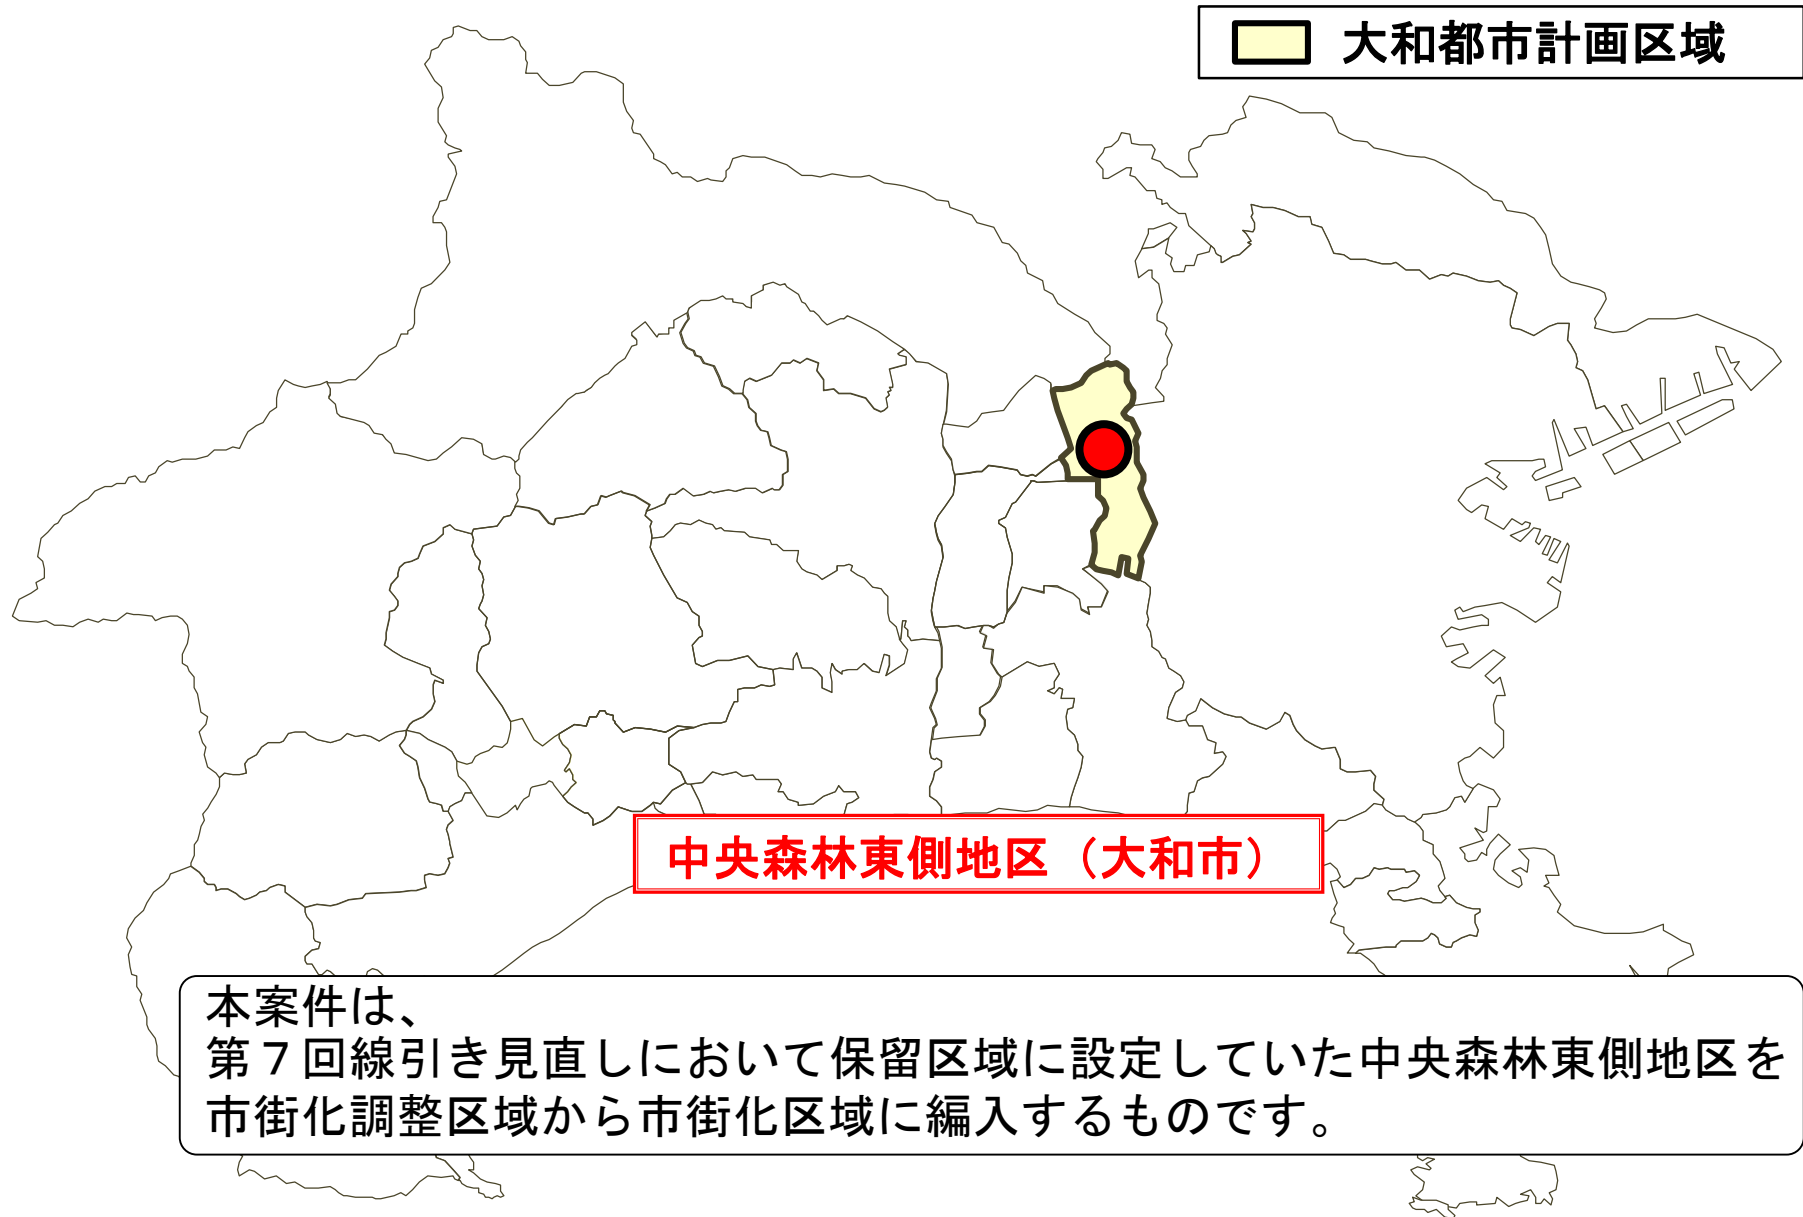 大和都市計画区域
中央森林東側地区（大和市）
本案件は、
第７回線引き見直しにおいて保留区域に設定していた中央森林東側地区を
市街化調整区域から市街化区域に編入するものです。